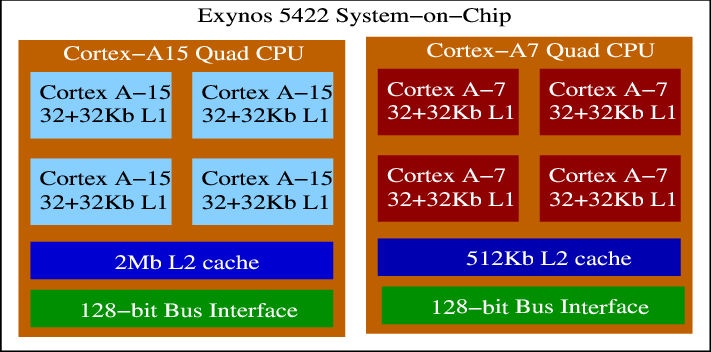 Exynos 5422 System−on−Chip
Cortex−A15 Quad CPU
Cortex A−15
32+32Kb L1
Cortex A−15
32+32Kb L1
Cortex A−15
32+32Kb L1
Cortex A−15
32+32Kb L1
2Mb L2 cache
128−bit Bus Interface
Cortex−A7 Quad CPU
Cortex A−7
32+32Kb L1
Cortex A−7
32+32Kb L1
Cortex A−7
32+32Kb L1
Cortex A−7
32+32Kb L1
512Kb L2 cache
128−bit Bus Interface